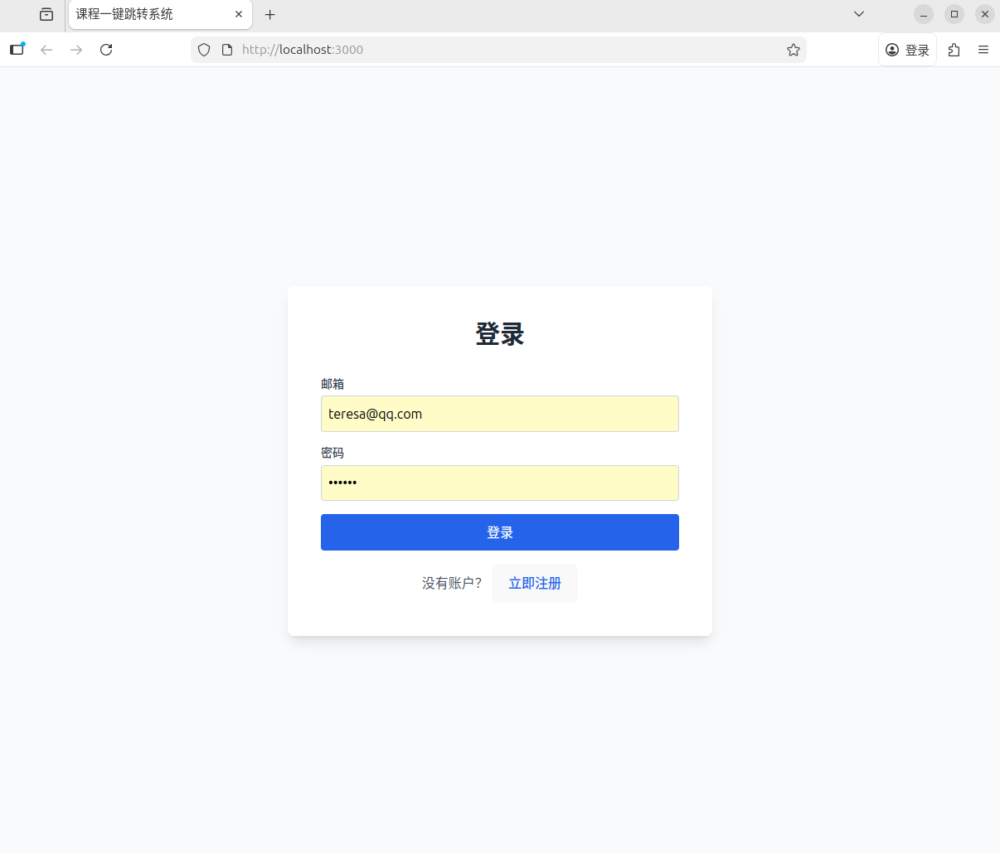 课程一键跳转系统
http://localhost:3000
登录
登录
邮箱
teresa@qq.com
密码
••••••
登录
没有账户？ 立即注册